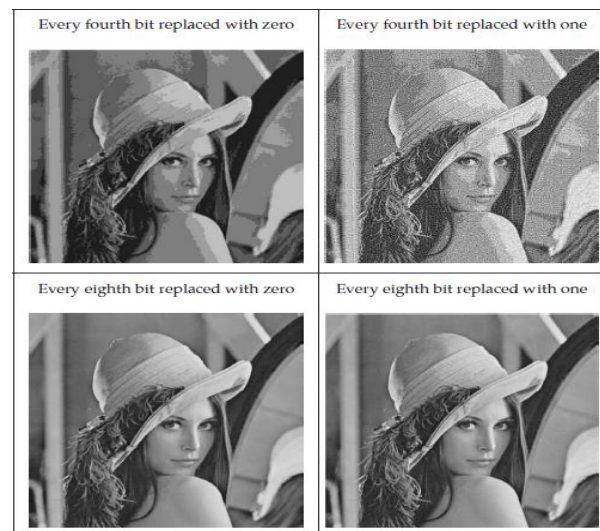 Every fourth bit replaced with zero
Every fourth bit replaced with one
Every eighth bit replaced with zero
Every eighth bit replaced with one